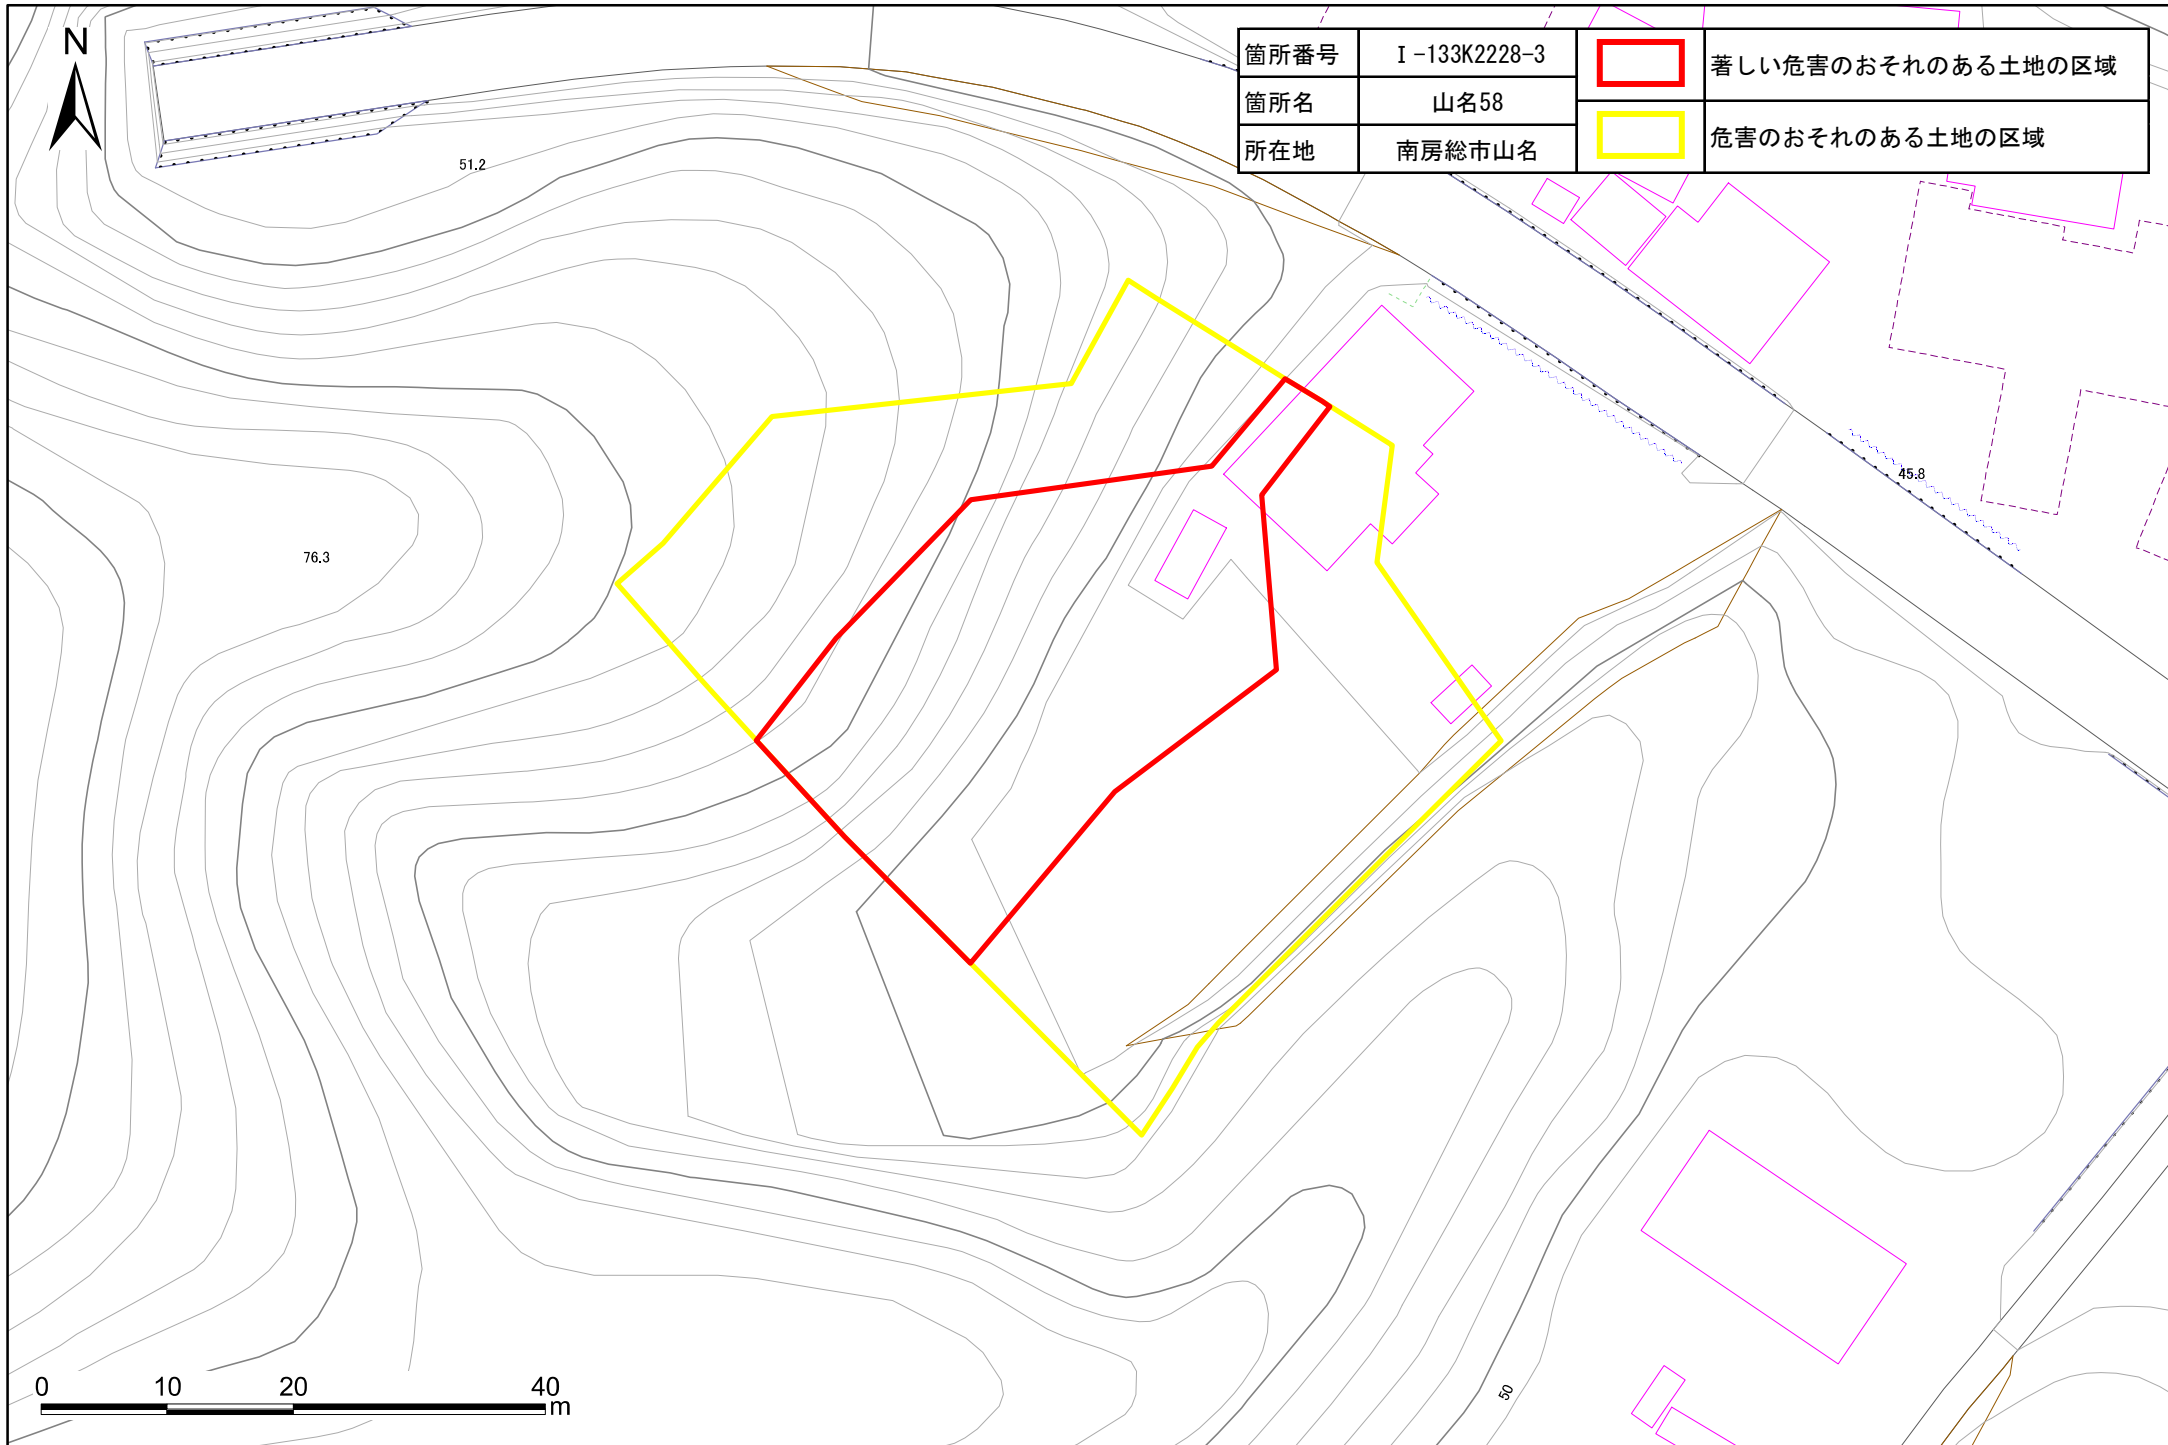 N
箇所番号 Ⅰ-133K2228-3 著しい危害のおそれのある土地の区域
箇所名 山名58
危害のおそれのある土地の区域
所在地 南房総市山名
51.2
45.8
76.3
50
0 10 20 40
m